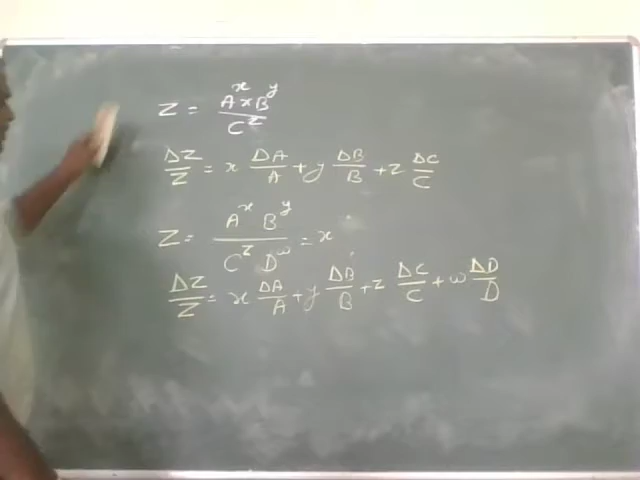 Z = A^x × B^y / C^z
ΔZ/Z = x ΔA/A + y ΔB/B + z ΔC/C
Z = A^x B^y / C^z D^w = x
ΔZ/Z = x ΔA/A + y ΔB/B + z ΔC/C + w ΔD/D